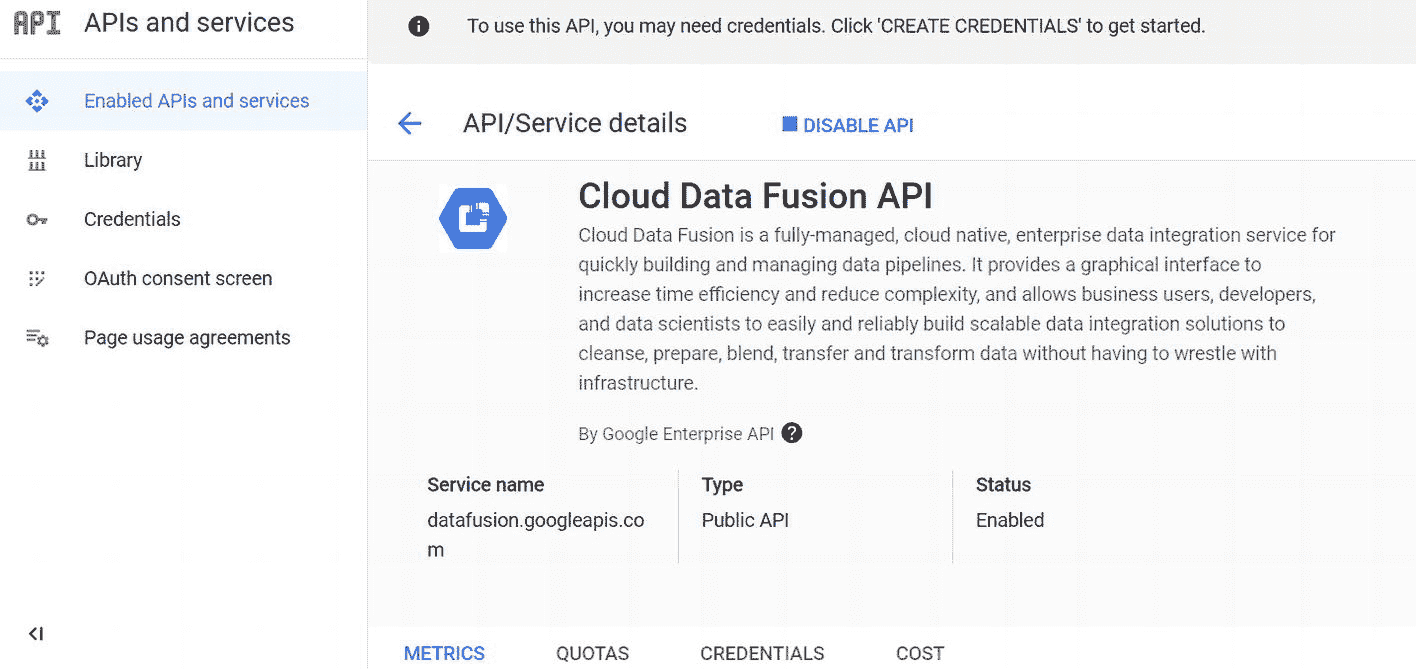 API APIs and services
Enabled APIs and services
Library
Credentials
OAuth consent screen
Page usage agreements
To use this API, you may need credentials. Click 'CREATE CREDENTIALS' to get started.
API/Service details
DISABLE API
Cloud Data Fusion API
Cloud Data Fusion is a fully-managed, cloud native, enterprise data integration service for
quickly building and managing data pipelines. It provides a graphical interface to
increase time efficiency and reduce complexity, and allows business users, developers,
and data scientists to easily and reliably build scalable data integration solutions to
cleanse, prepare, blend, transfer and transform data without having to wrestle with
infrastructure.
By Google Enterprise API
Service name
datafusion.googleapis.co
m
Type
Public API
Status
Enabled
METRICS QUOTAS CREDENTIALS COST